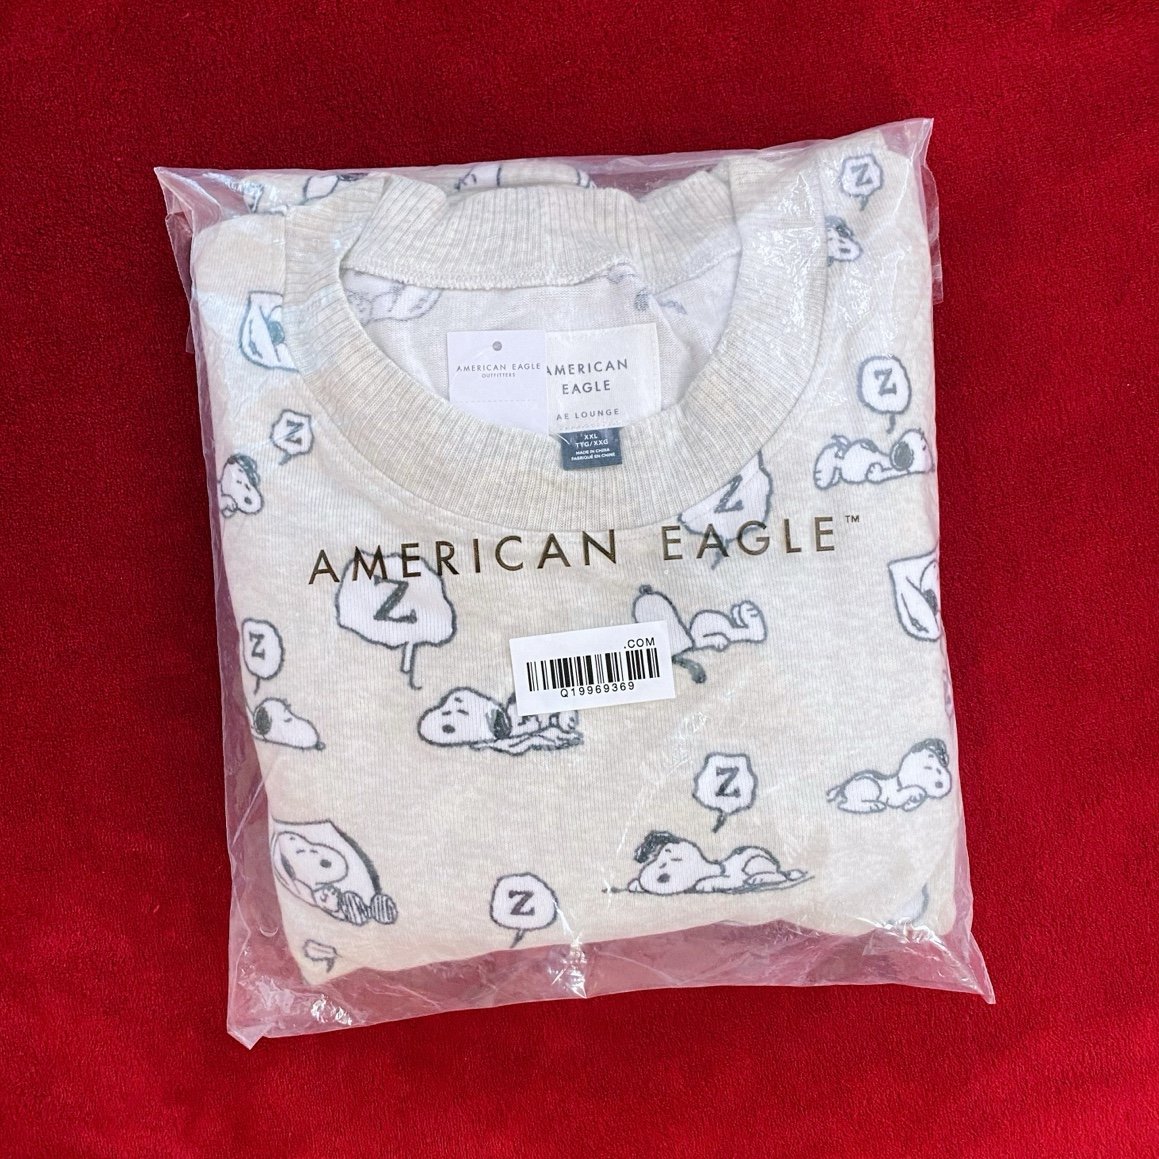 Z
Z
Z
AMERICAN EAGLE
OUTFITTERS
AMERICAN
EAGLE
AE LOUNGE
XXL
TTG/XXG
MADE IN CHINA
FABRIQUÉ EN CHINE
Z
AMERICAN EAGLE™
Z
Z
.COM
Q19969369
Z
Z